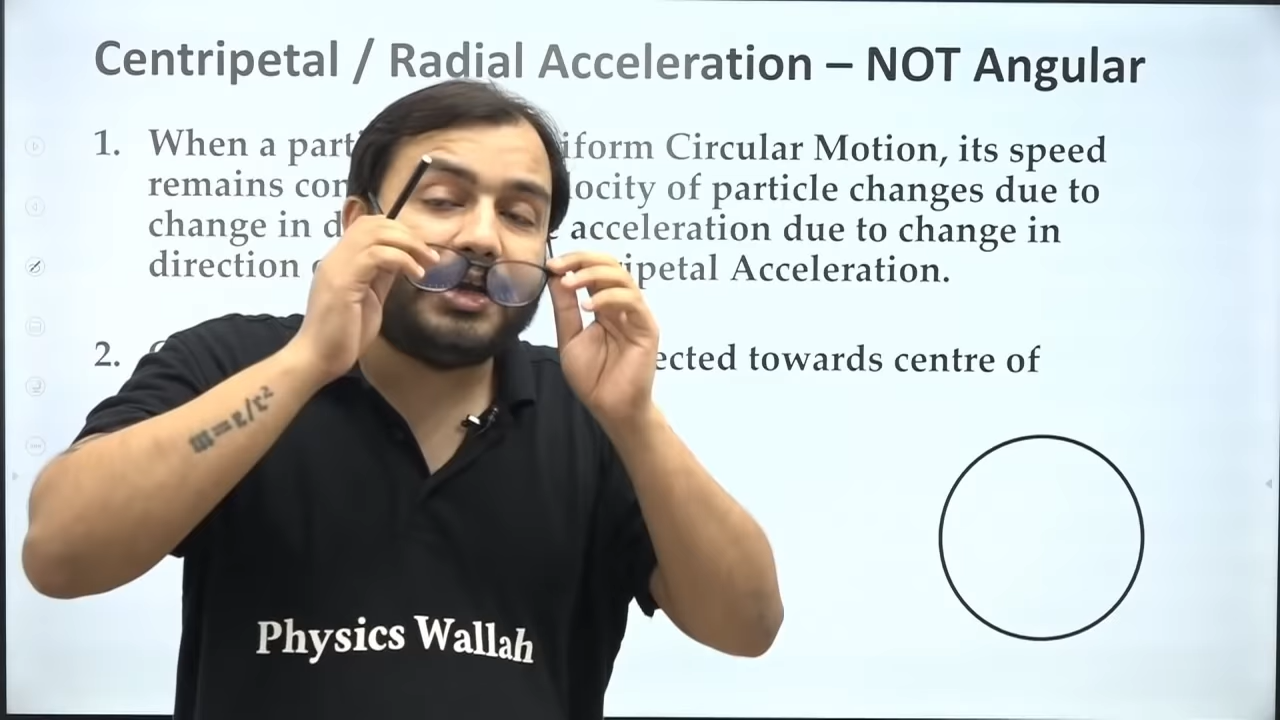 Centripetal / Radial Acceleration – NOT Angular
1. When a part iform Circular Motion, its speed
remains con locity of particle changes due to
change in d acceleration due to change in
direction ipetal Acceleration.
2. ected towards centre of
m=E/c²
Physics Wallah